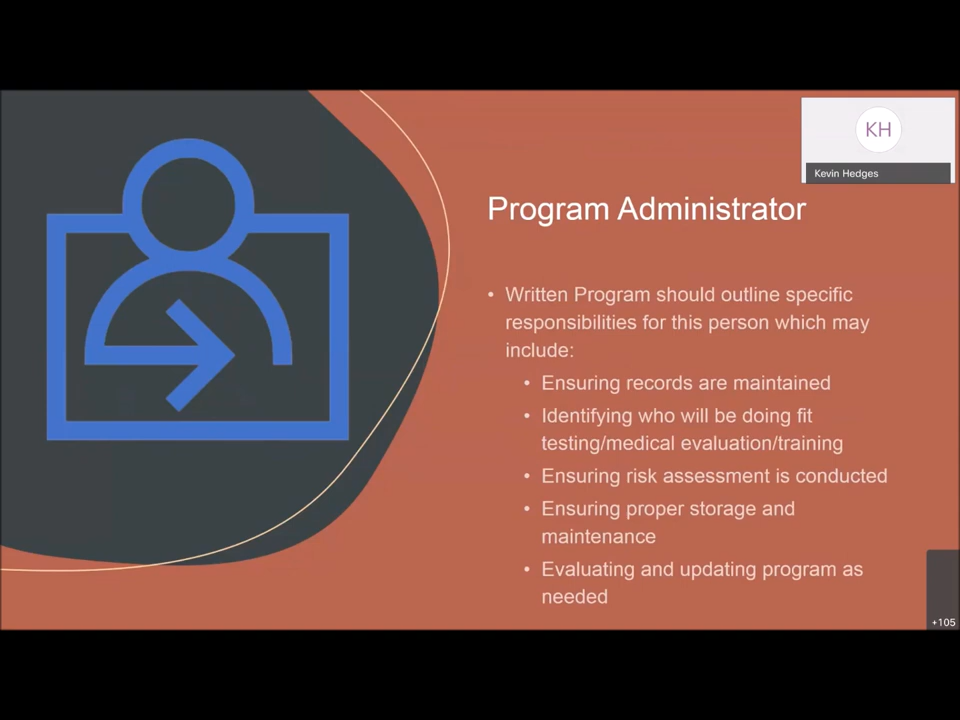 KH
Kevin Hedges
Program Administrator
• Written Program should outline specific
responsibilities for this person which may
include:
• Ensuring records are maintained
• Identifying who will be doing fit
testing/medical evaluation/training
• Ensuring risk assessment is conducted
• Ensuring proper storage and
maintenance
• Evaluating and updating program as
needed
+105